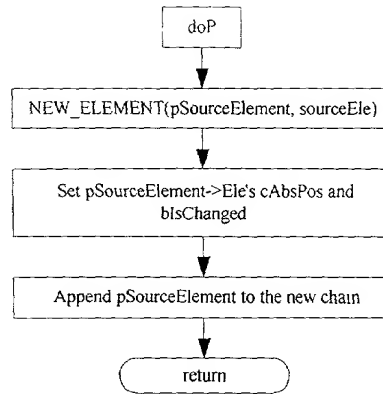 doP
NEW_ELEMENT(pSourceElement, sourceEle)
Set pSourceElement->Ele's cAbsPos and
bIsChanged
Append pSourceElement to the new chain
return